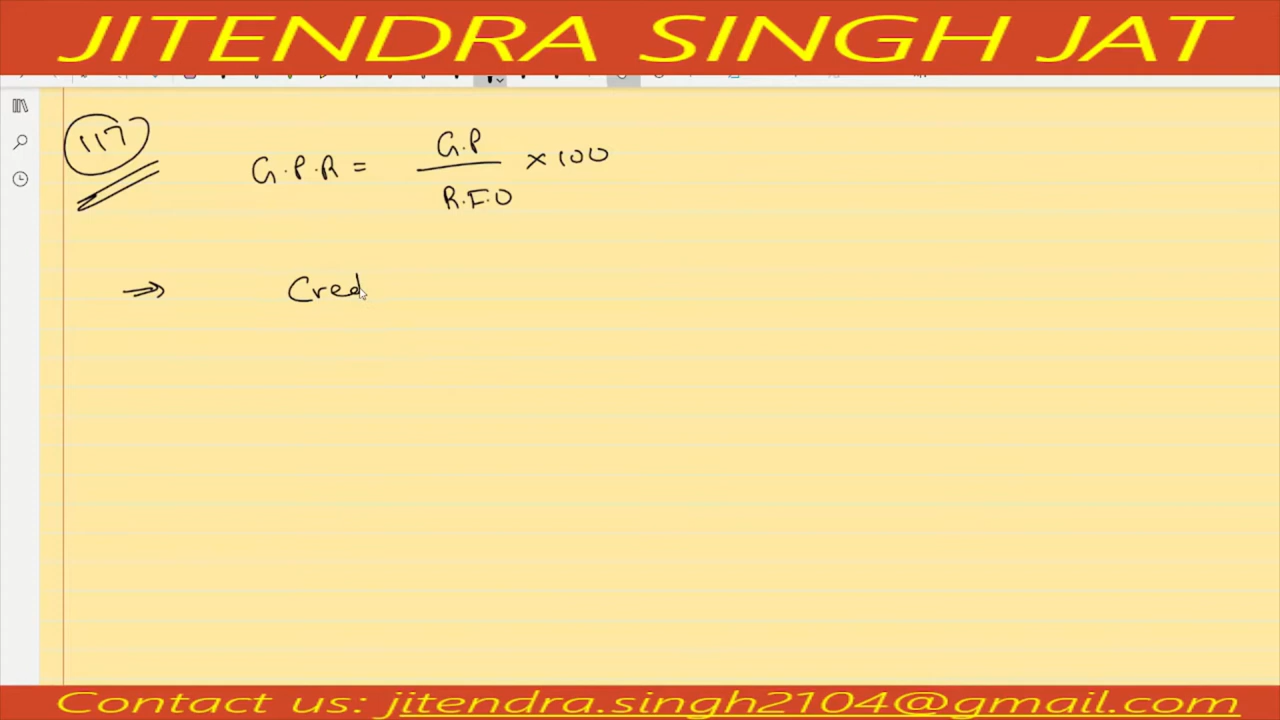 JITENDRA SINGH JAT
117
G.P.R = G.P / R.F.O × 100
⇒ Cred
Contact us: jitendra.singh2104@gmail.com